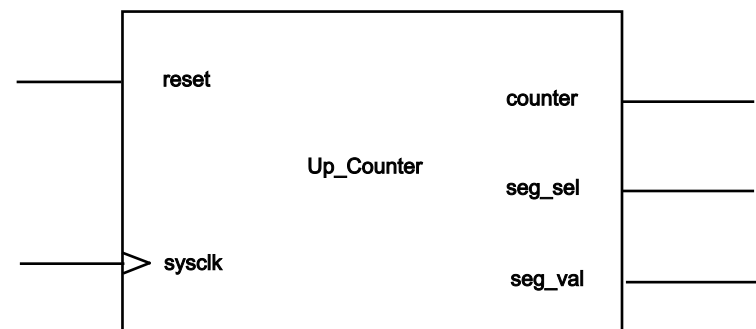 reset
counter
Up_Counter
seg_sel
sysclk
seg_val